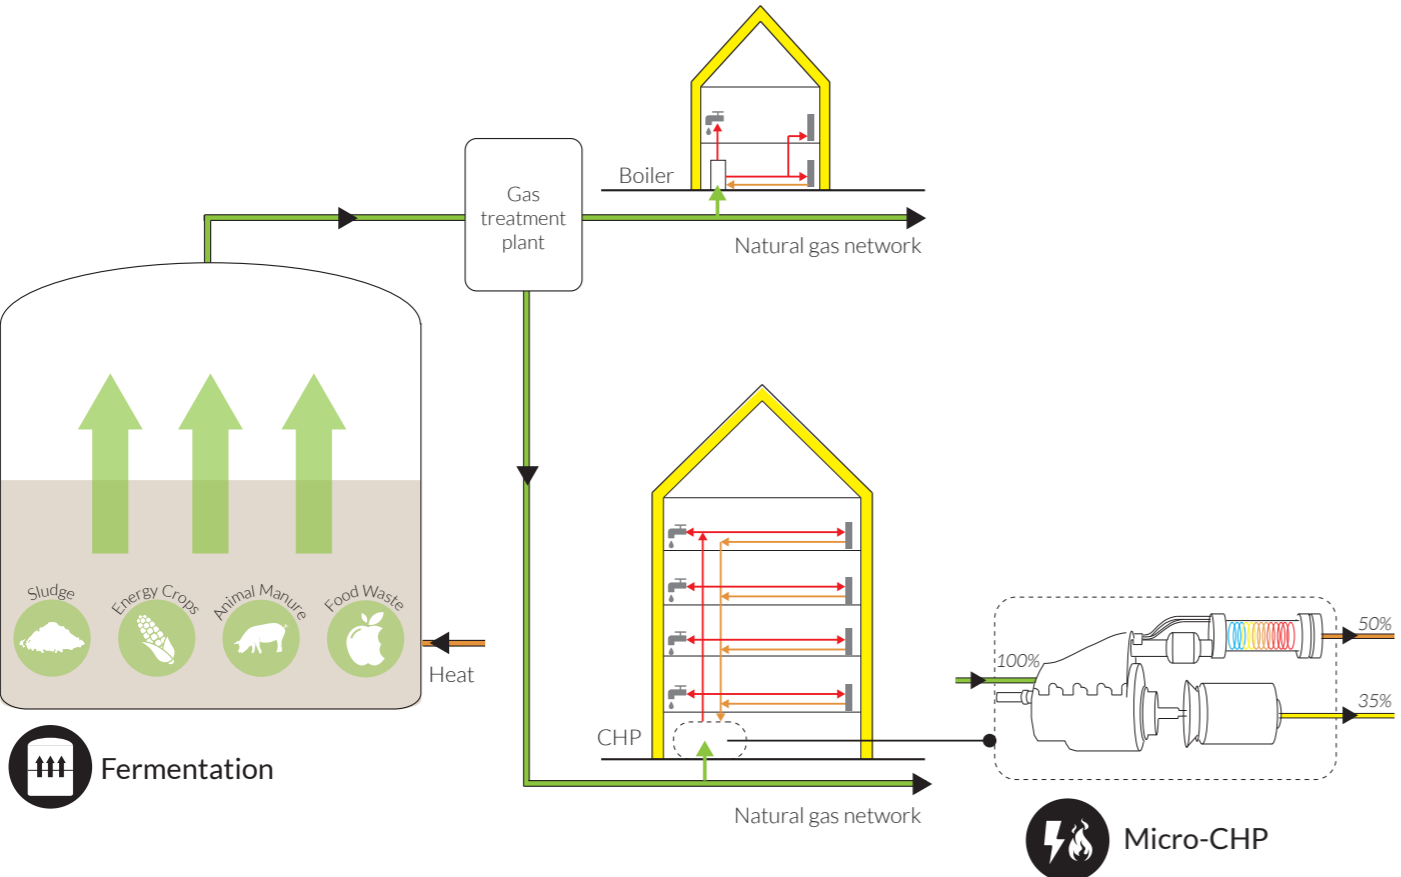 Boiler
Gas
treatment
plant
Natural gas network
Sludge
Energy Crops
Animal Manure
Food Waste
Heat
Fermentation
CHP
Natural gas network
100%
50%
35%
Micro-CHP